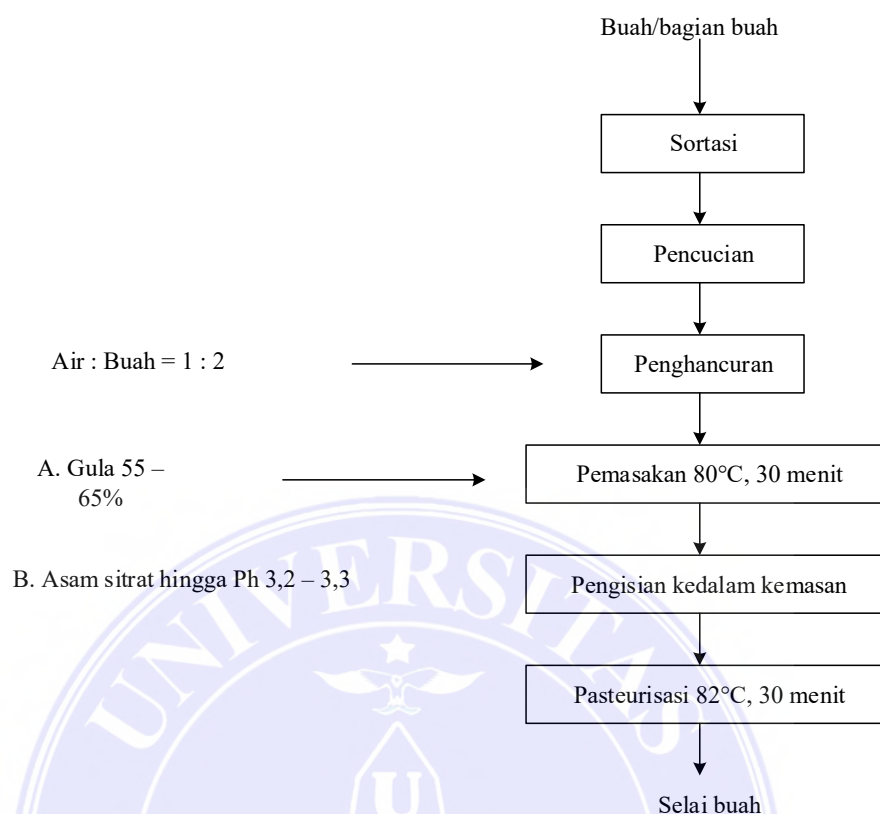 Buah/bagian buah
Sortasi
Pencucian
Air : Buah = 1 : 2
Penghancuran
A. Gula 55 –
65%
Pemasakan 80°C, 30 menit
B. Asam sitrat hingga Ph 3,2 – 3,3
Pengisian kedalam kemasan
Pasteurisasi 82°C, 30 menit
Selai buah
UNIVERSITAS
U